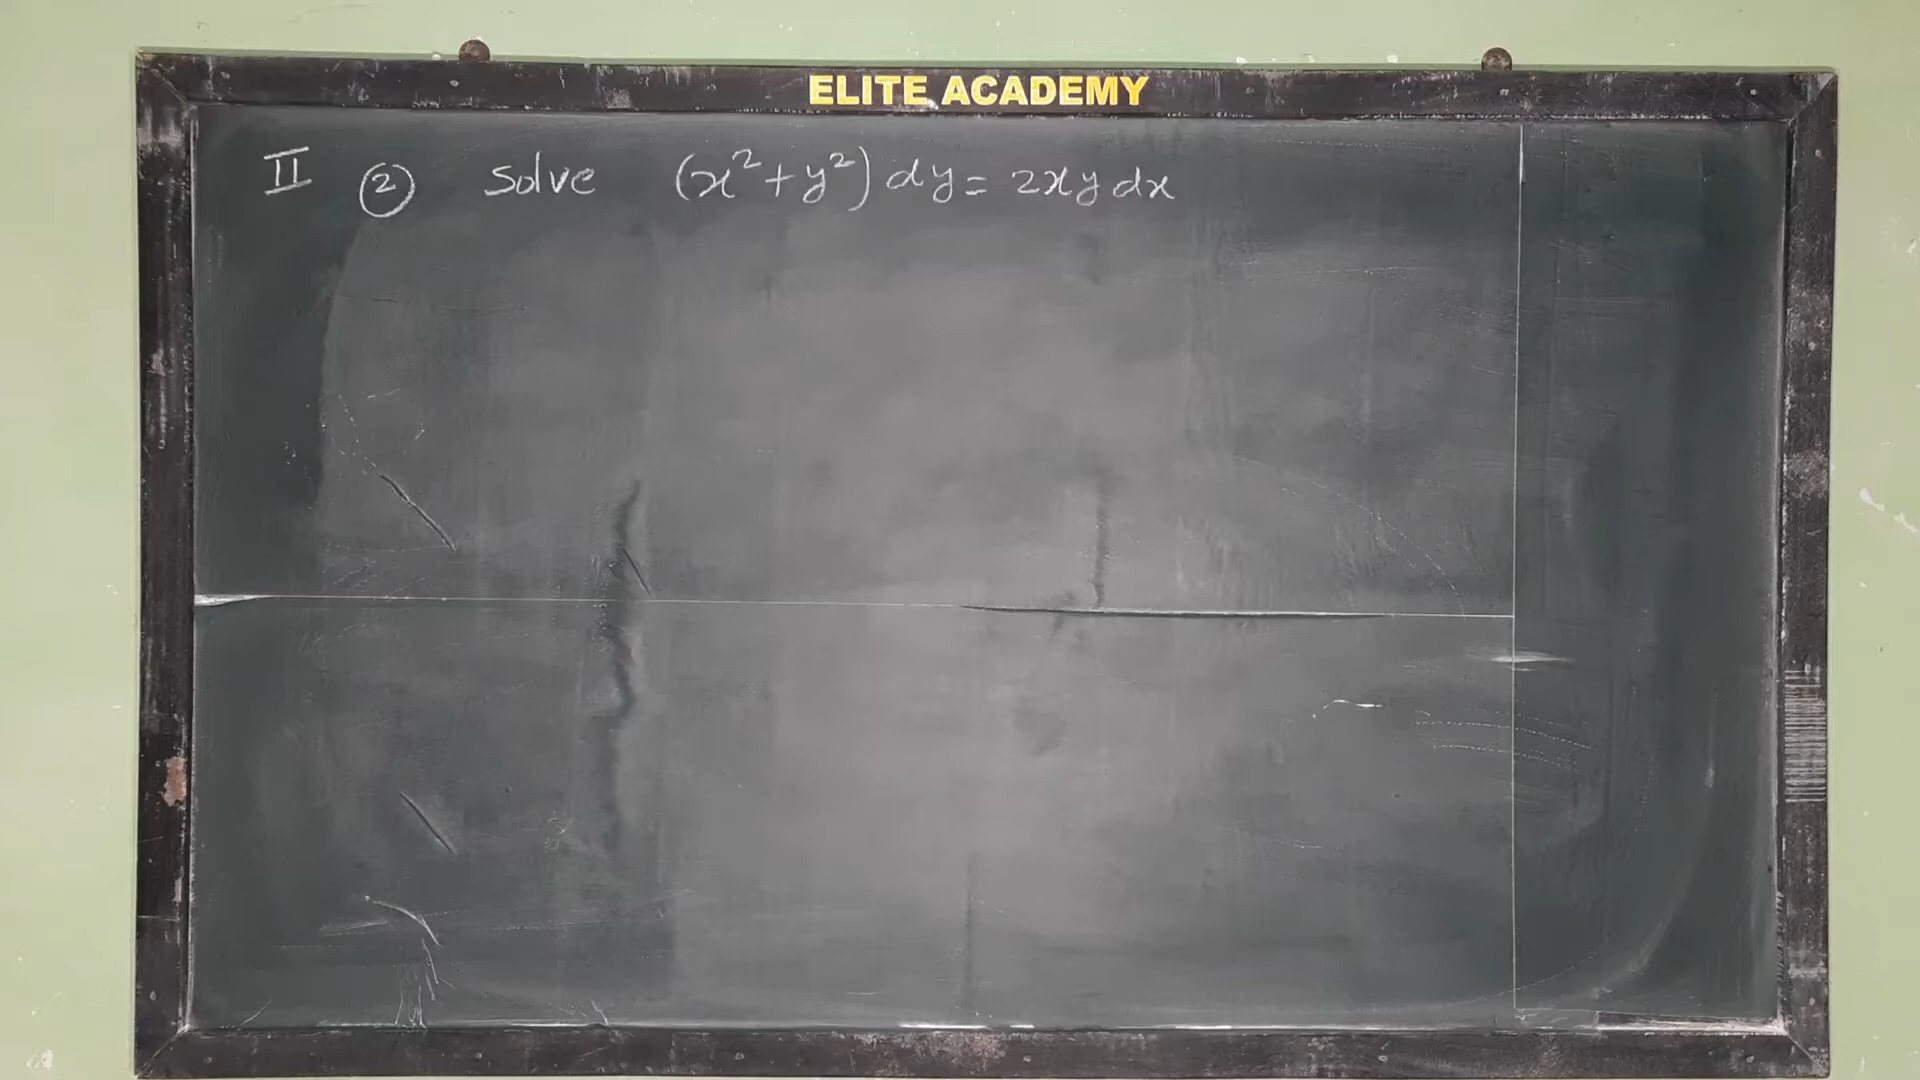 ELITE ACADEMY
II ② Solve (x²+y²) dy = 2xy dx